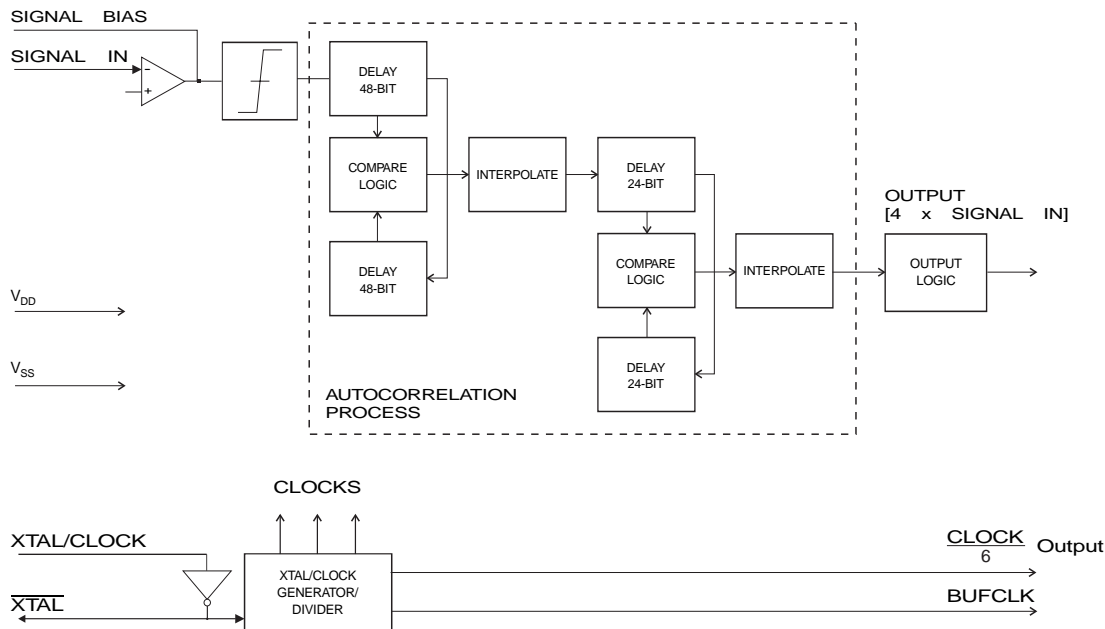 SIGNAL BIAS
SIGNAL IN
-
+
DELAY
48-BIT
COMPARE
LOGIC
DELAY
48-BIT
INTERPOLATE
DELAY
24-BIT
COMPARE
LOGIC
DELAY
24-BIT
INTERPOLATE
OUTPUT
[4 x SIGNAL IN]
OUTPUT
LOGIC
VDD
VSS
AUTOCORRELATION
PROCESS
CLOCKS
XTAL/CLOCK
XTAL
XTAL/CLOCK
GENERATOR/
DIVIDER
CLOCK
6
Output
BUFCLK